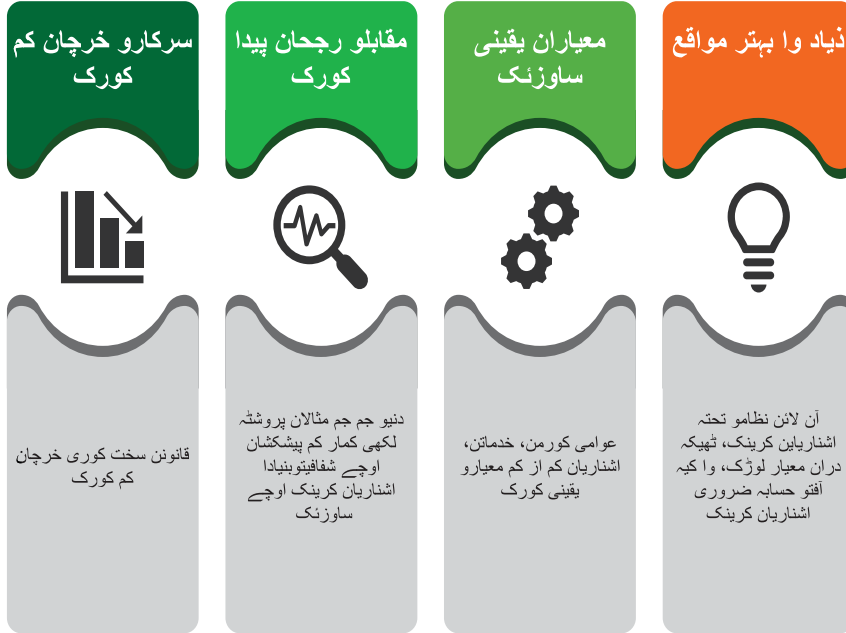 ذیاد وا بہتر مواقع
آن لائن نظامو تحتہ
اشناریاین کرینک، ٹھیکہ
دران معیار لوڑک، وا کیہ
آفتو حسابہ ضروری
اشناریان کرینک
معیاران یقینی
ساوزئک
عوامی کورمن، خدماتن،
اشناریان کم از کم معیارو
یقینی کورک
مقابلو رجحان پیدا
کورک
دنیو جم جم مثالان پروشٹہ
لکھی کمار کم پیشکشان
اوچے شفافیتوبنیادا
اشناریان کرینک اوچے
ساوزئک
سرکارو خرچان کم
کورک
قانونن سخت کوری خرچان
کم کورک